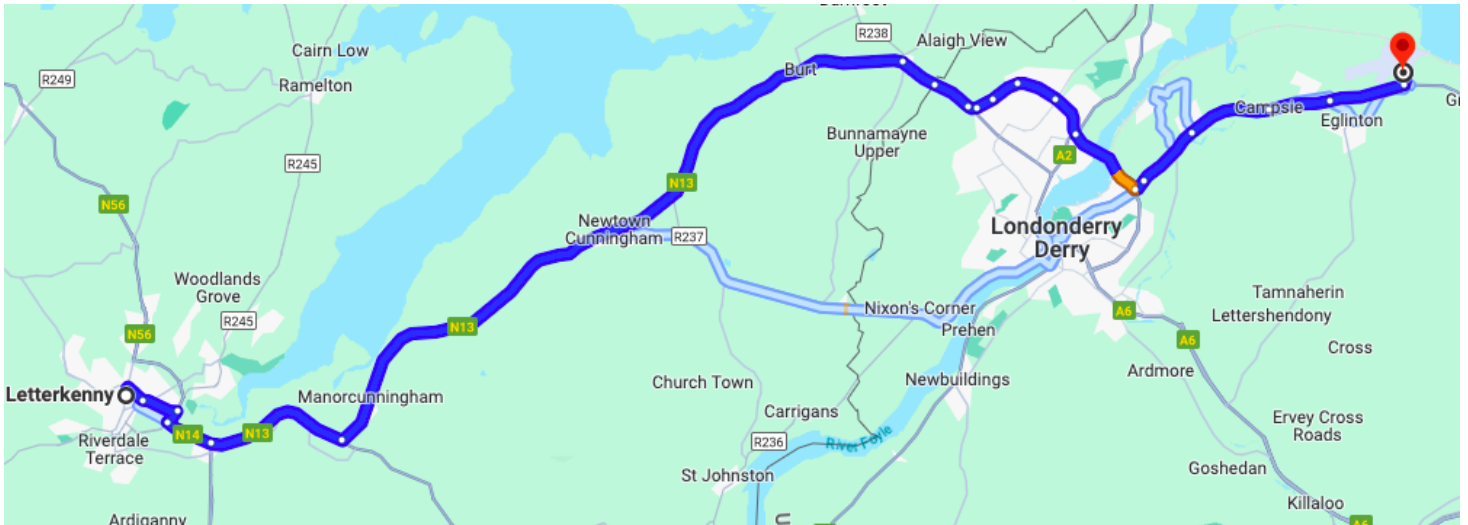 Cairn Low
R238
Alaigh View
R249
Ramelton
Burt
Campsie
Eglinton
Bunnamayne
Upper
R245
A2
N13
N56
Newtown
Cunningham
R237
Londonderry
Derry
Woodlands
Grove
Tamnaherin
Nixon's Corner
A6
Lettershendony
R245
N56
N13
Prehen
A6
Cross
Ardmore
Church Town
Newbuildings
Letterkenny
Manorcunningham
Carrigans
Ervey Cross
Roads
N14
N13
Riverdale
Terrace
R236
River Foyle
Goshedan
St Johnston
Killaloo
Ardiganny
A6